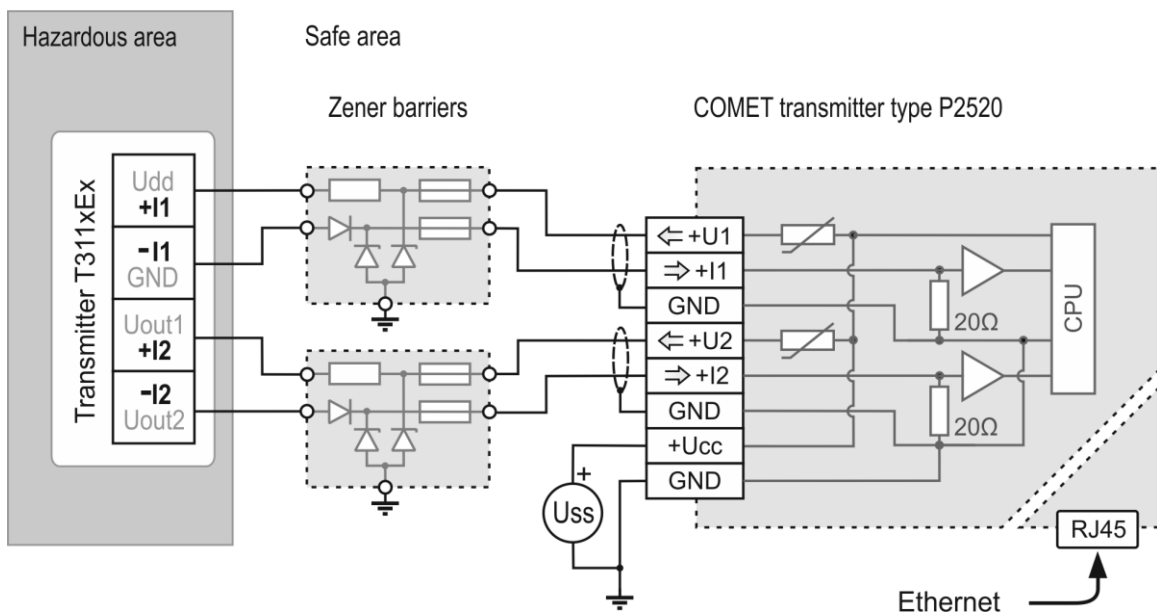 Hazardous area
Safe area
Zener barriers
COMET transmitter type P2520
Transmitter T311xEx
Udd
+I1
-I1
GND
Uout1
+I2
-I2
Uout2
⇐ +U1
⇒ +I1
GND
⇐ +U2
⇒ +I2
GND
+Ucc
GND
20Ω
20Ω
CPU
+
Uss
RJ45
Ethernet